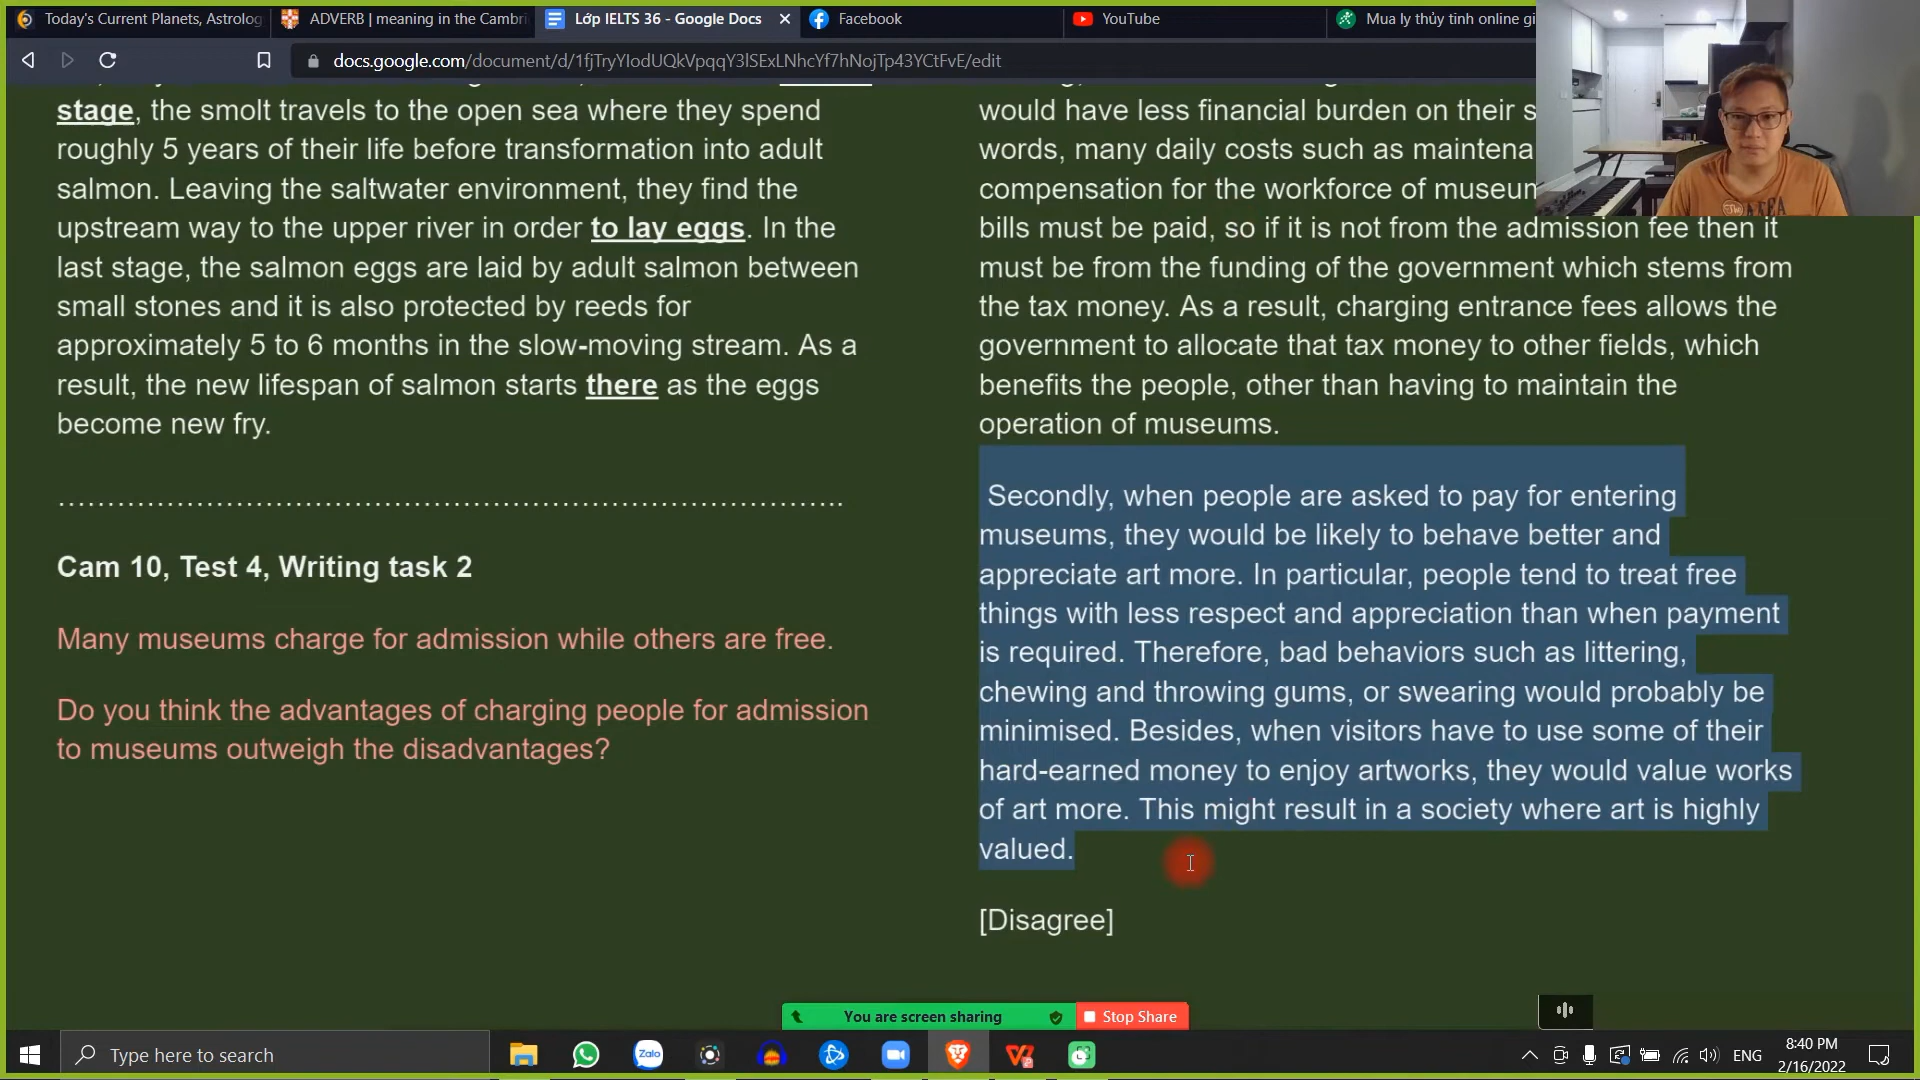 Today's Current Planets, Astrolog
ADVERB | meaning in the Cambri
Lớp IELTS 36 - Google Docs
Facebook
YouTube
Mua ly thủy tinh online gi
docs.google.com/document/d/1fjTryYIodUQkVpqqY3lSExLNhcYf7hNojTp43YCtFvE/edit
stage, the smolt travels to the open sea where they spend
roughly 5 years of their life before transformation into adult
salmon. Leaving the saltwater environment, they find the
upstream way to the upper river in order to lay eggs. In the
last stage, the salmon eggs are laid by adult salmon between
small stones and it is also protected by reeds for
approximately 5 to 6 months in the slow-moving stream. As a
result, the new lifespan of salmon starts there as the eggs
become new fry.
……………………………………………………………………………….
Cam 10, Test 4, Writing task 2
Many museums charge for admission while others are free.
Do you think the advantages of charging people for admission
to museums outweigh the disadvantages?
would have less financial burden on their s
words, many daily costs such as maintena
compensation for the workforce of museum
bills must be paid, so if it is not from the admission fee then it
must be from the funding of the government which stems from
the tax money. As a result, charging entrance fees allows the
government to allocate that tax money to other fields, which
benefits the people, other than having to maintain the
operation of museums.
Secondly, when people are asked to pay for entering
museums, they would be likely to behave better and
appreciate art more. In particular, people tend to treat free
things with less respect and appreciation than when payment
is required. Therefore, bad behaviors such as littering,
chewing and throwing gums, or swearing would probably be
minimised. Besides, when visitors have to use some of their
hard-earned money to enjoy artworks, they would value works
of art more. This might result in a society where art is highly
valued.
[Disagree]
You are screen sharing
Stop Share
Type here to search
Zalo
ENG
8:40 PM
2/16/2022